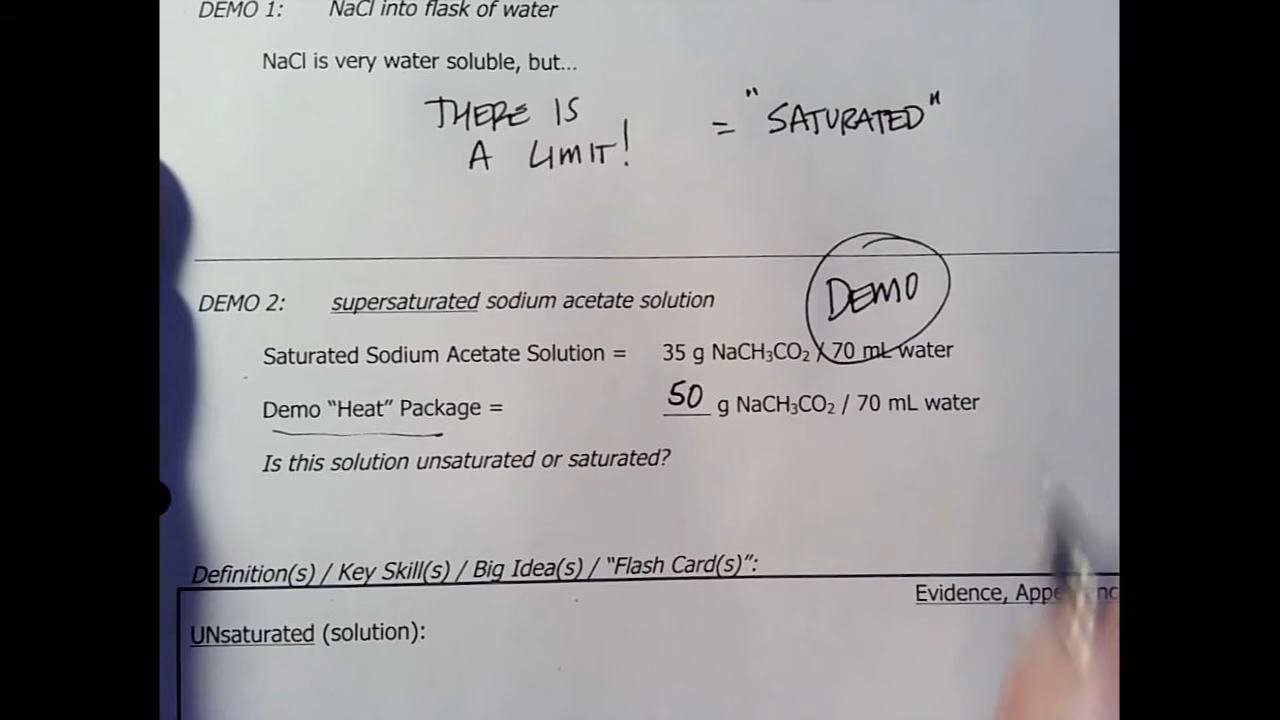 DEMO 1: NaCl into flask of water
NaCl is very water soluble, but...
THERE IS
A LIMIT!
= "SATURATED"
DEMO
DEMO 2: supersaturated sodium acetate solution
Saturated Sodium Acetate Solution = 35 g NaCH₃CO₂ / 70 mL water
Demo “Heat” Package = 50 g NaCH₃CO₂ / 70 mL water
Is this solution unsaturated or saturated?
Definition(s) / Key Skill(s) / Big Idea(s) / “Flash Card(s)”:
Evidence,
UNsaturated (solution):